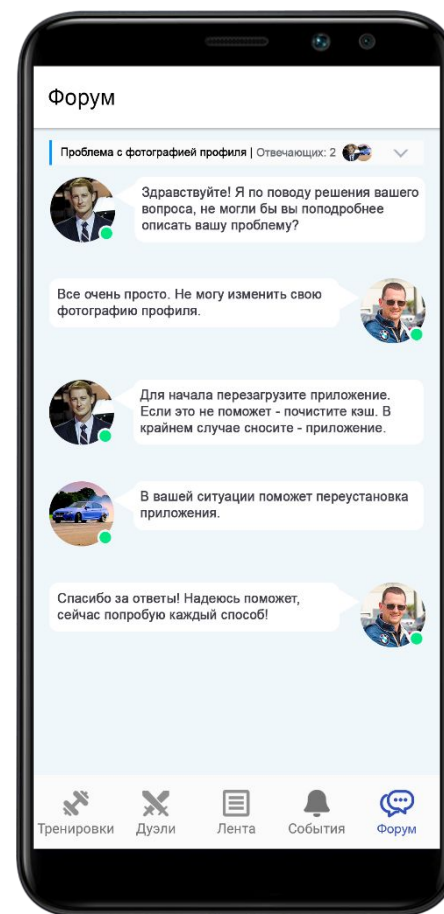 Форум
Проблема с фотографией профиля | Отвечающих: 2
Здравствуйте! Я по поводу решения вашего
вопроса, не могли бы вы поподробнее
описать вашу проблему?
Все очень просто. Не могу изменить свою
фотографию профиля.
Для начала перезагрузите приложение.
Если это не поможет - почистите кэш. В
крайнем случае сносите - приложение.
В вашей ситуации поможет переустановка
приложения.
Спасибо за ответы! Надеюсь поможет,
сейчас попробую каждый способ!
Тренировки Дуэли Лента События Форум